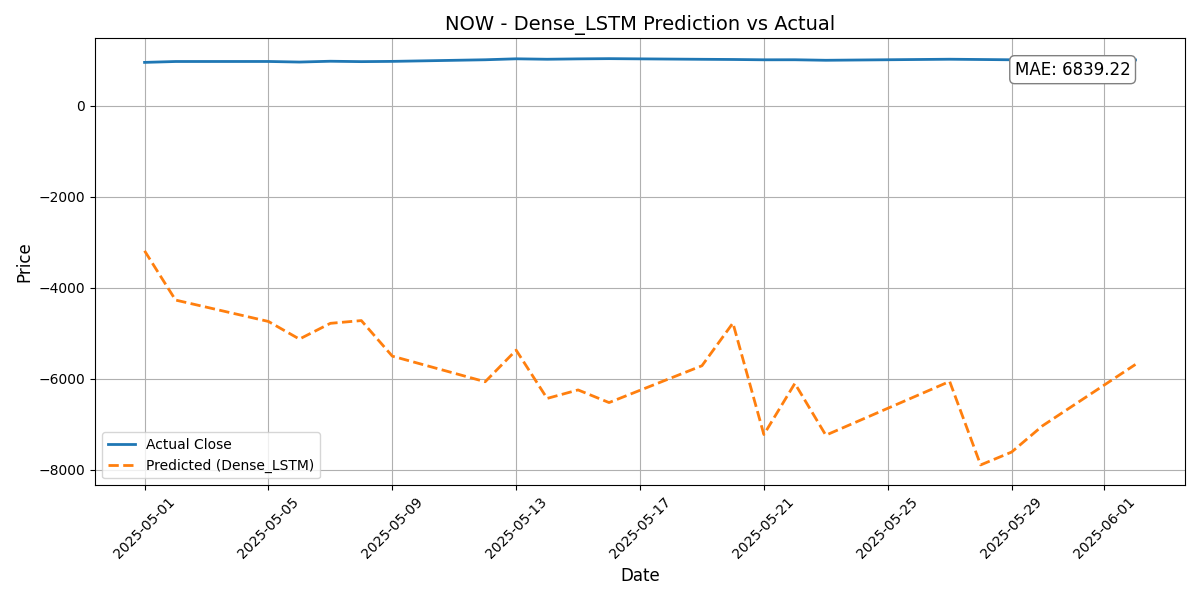 NOW - Dense_LSTM Prediction vs Actual
MAE: 6839.22
Price
0
−2000
−4000
−6000
−8000
Actual Close
Predicted (Dense_LSTM)
2025-05-01
2025-05-05
2025-05-09
2025-05-13
2025-05-17
2025-05-21
2025-05-25
2025-05-29
2025-06-01
Date